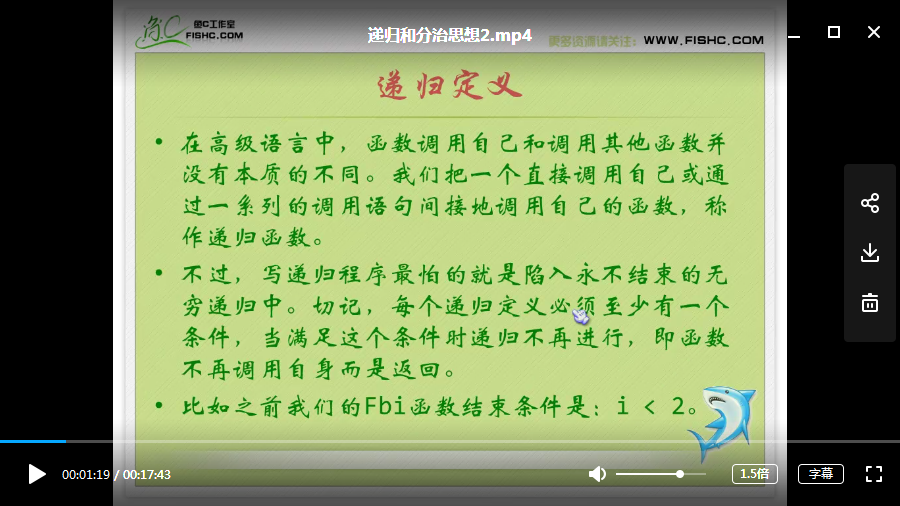 鱼C工作室
FISHC.COM
递归和分治思想2.mp4
更多资源请关注：WWW.FISHC.COM
递归定义
• 在高级语言中，函数调用自己和调用其他函数并
没有本质的不同。我们把一个直接调用自己或通
过一系列的调用语句间接地调用自己的函数，称
作递归函数。
• 不过，写递归程序最怕的就是陷入永不结束的无
穷递归中。切记，每个递归定义必须至少有一个
条件，当满足这个条件时递归不再进行，即函数
不再调用自身而是返回。
• 比如之前我们的Fbi函数结束条件是：i < 2。
00:01:19 / 00:17:43
1.5倍
字幕